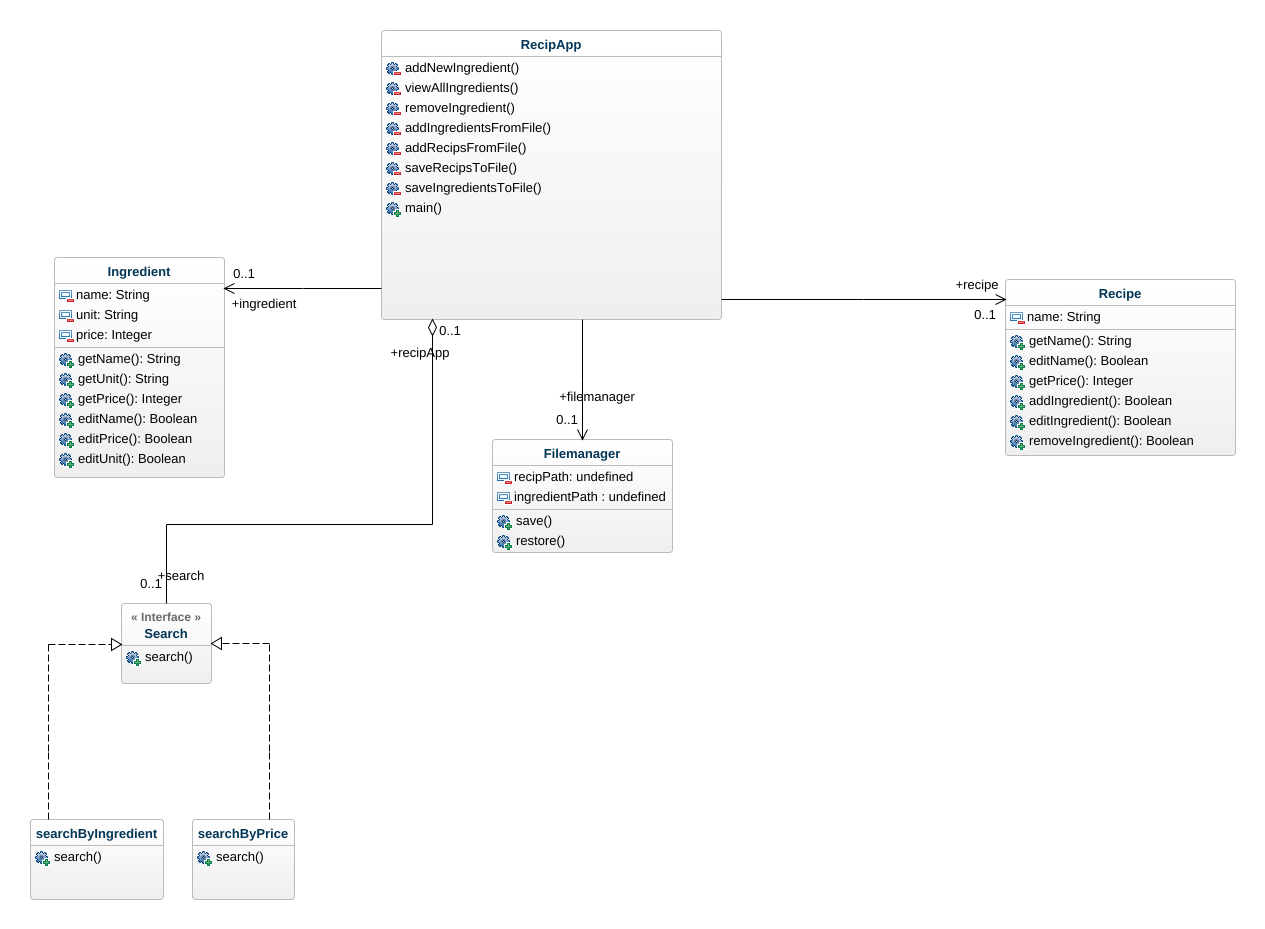 RecipApp
addNewIngredient()
viewAllIngredients()
removeIngredient()
addIngredientsFromFile()
addRecipsFromFile()
saveRecipsToFile()
saveIngredientsToFile()
main()
Ingredient
name: String
unit: String
price: Integer
getName(): String
getUnit(): String
getPrice(): Integer
editName(): Boolean
editPrice(): Boolean
editUnit(): Boolean
0..1
+ingredient
0..1
+recipApp
+filemanager
0..1
+recipe
0..1
Recipe
name: String
getName(): String
editName(): Boolean
getPrice(): Integer
addIngredient(): Boolean
editIngredient(): Boolean
removeIngredient(): Boolean
Filemanager
recipPath: undefined
ingredientPath : undefined
save()
restore()
+search
0..1
« Interface »
Search
search()
searchByIngredient
search()
searchByPrice
search()